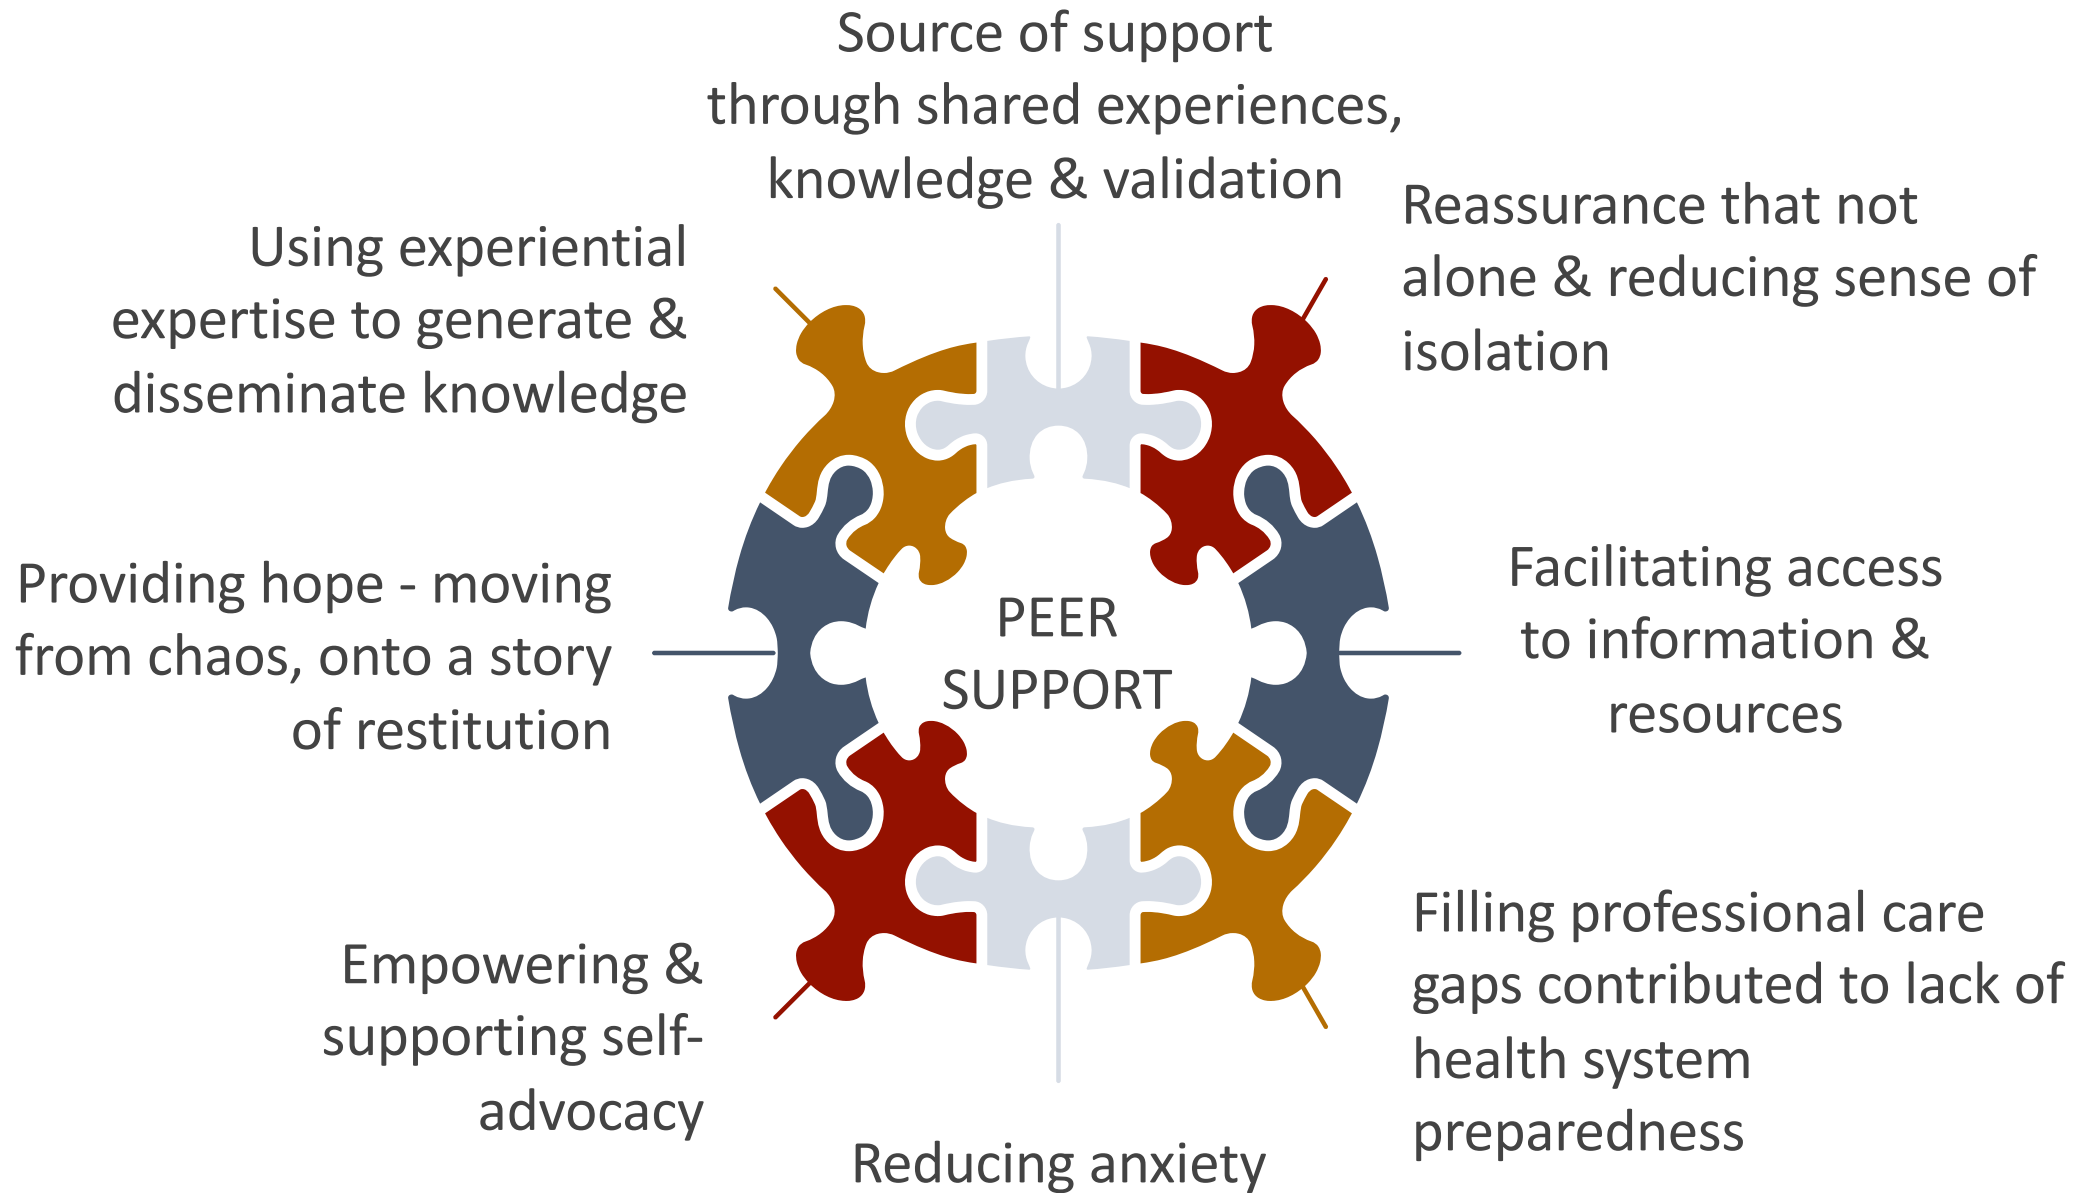 Source of support
through shared experiences,
knowledge & validation
Reassurance that not
alone & reducing sense of
isolation
Facilitating access
to information &
resources
Filling professional care
gaps contributed to lack of
health system
preparedness
Reducing anxiety
Empowering &
supporting self-
advocacy
Providing hope - moving
from chaos, onto a story
of restitution
Using experiential
expertise to generate &
disseminate knowledge
PEER
SUPPORT